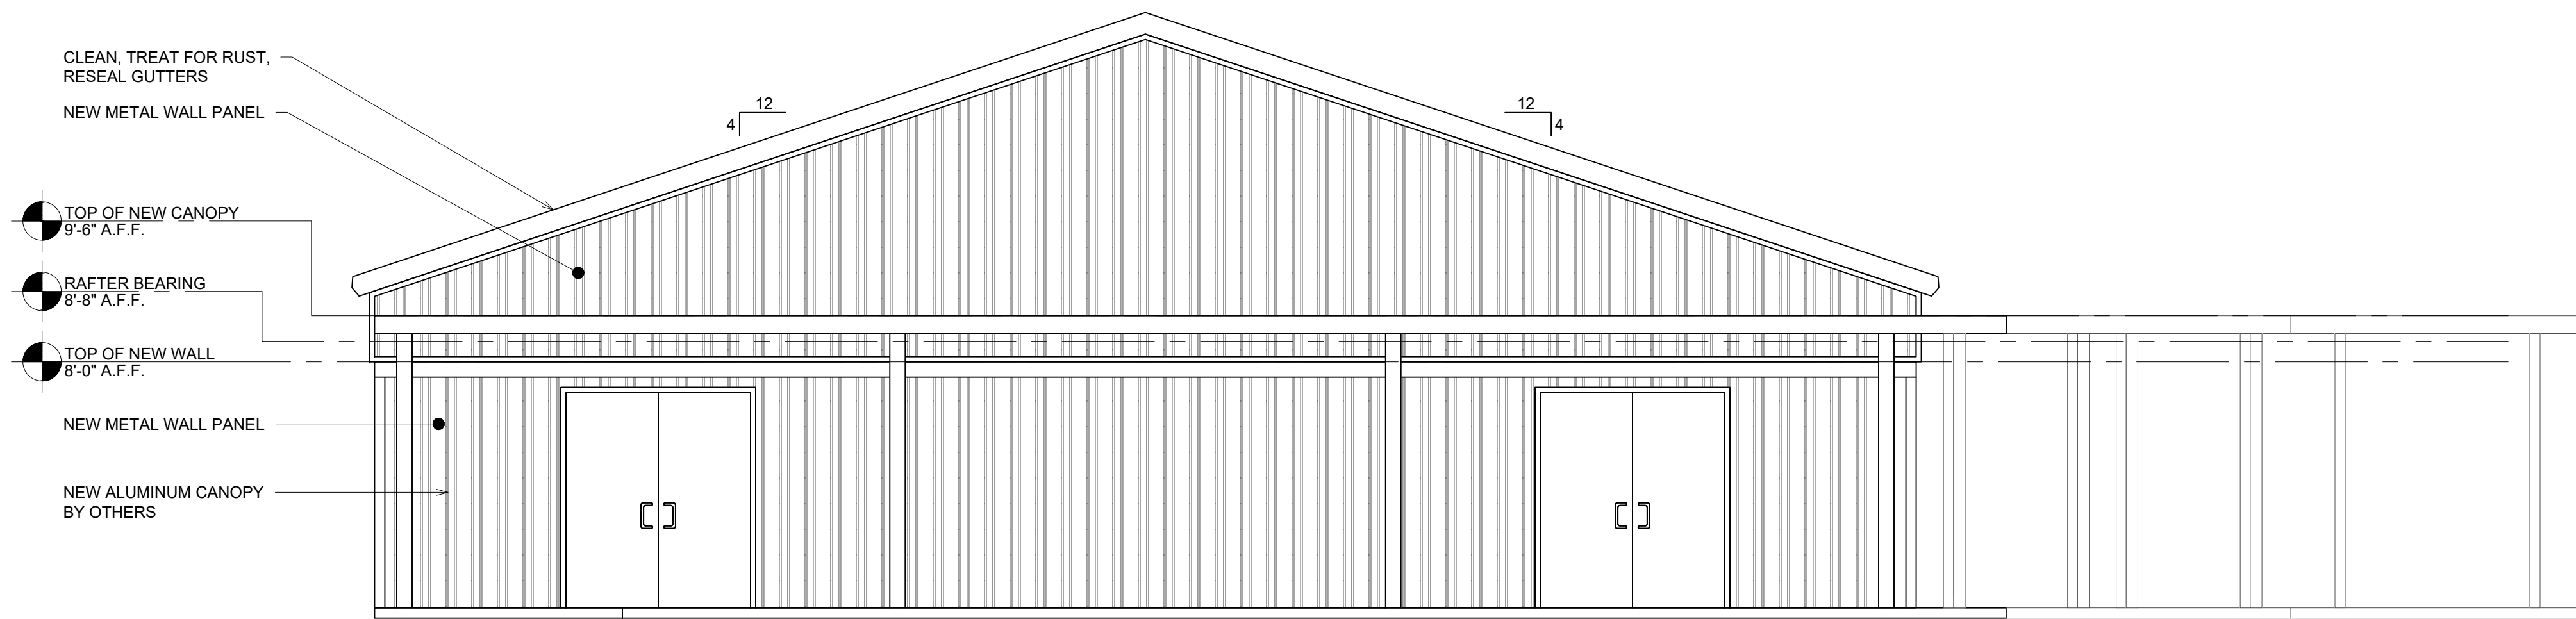 CLEAN, TREAT FOR RUST,
RESEAL GUTTERS
NEW METAL WALL PANEL
12
4
12
4
TOP OF NEW CANOPY
9'-6" A.F.F.
RAFTER BEARING
8'-8" A.F.F.
TOP OF NEW WALL
8'-0" A.F.F.
NEW METAL WALL PANEL
NEW ALUMINUM CANOPY
BY OTHERS